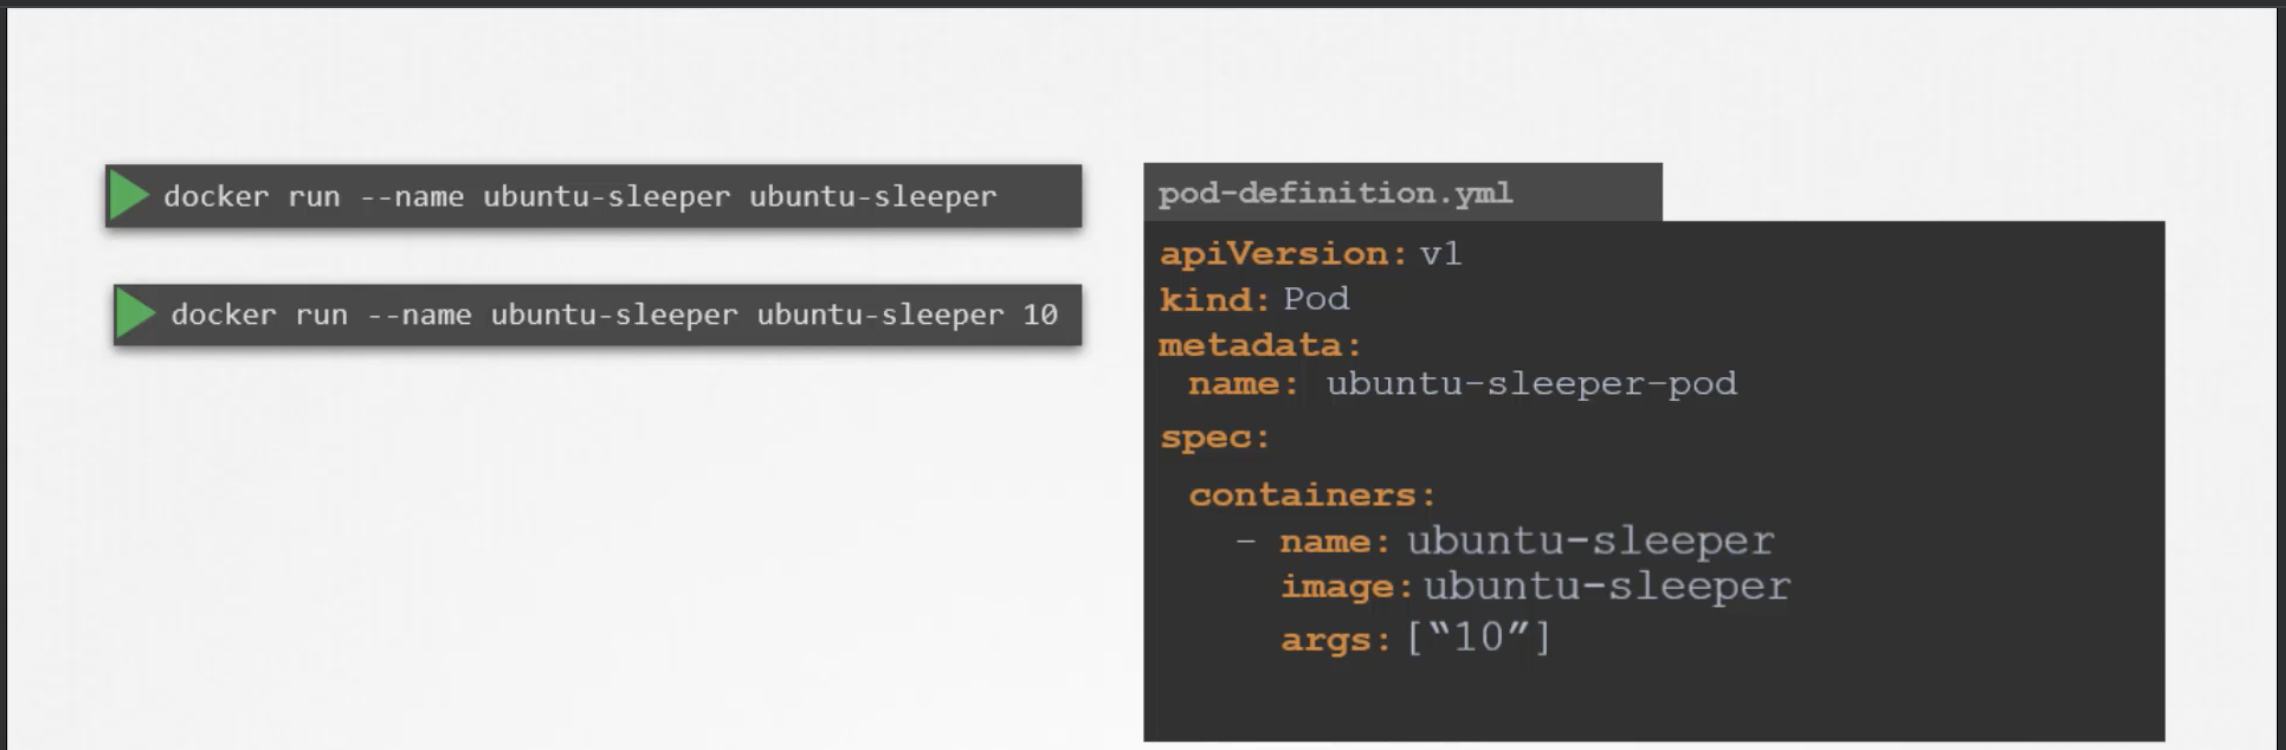 docker run --name ubuntu-sleeper ubuntu-sleeper
docker run --name ubuntu-sleeper ubuntu-sleeper 10
pod-definition.yml
apiVersion: v1
kind: Pod
metadata:
name: ubuntu-sleeper-pod
spec:
containers:
- name: ubuntu-sleeper
image: ubuntu-sleeper
args: [“10”]